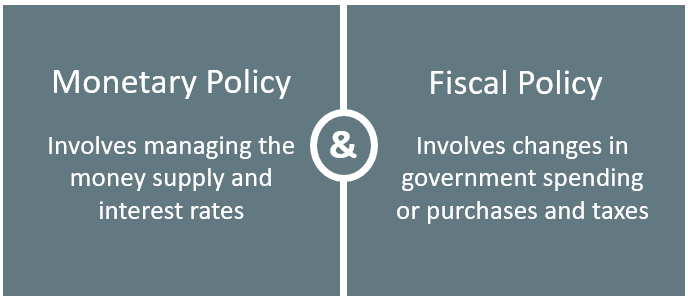 Monetary Policy
Involves managing the
money supply and
interest rates
&
Fiscal Policy
Involves changes in
government spending
or purchases and taxes